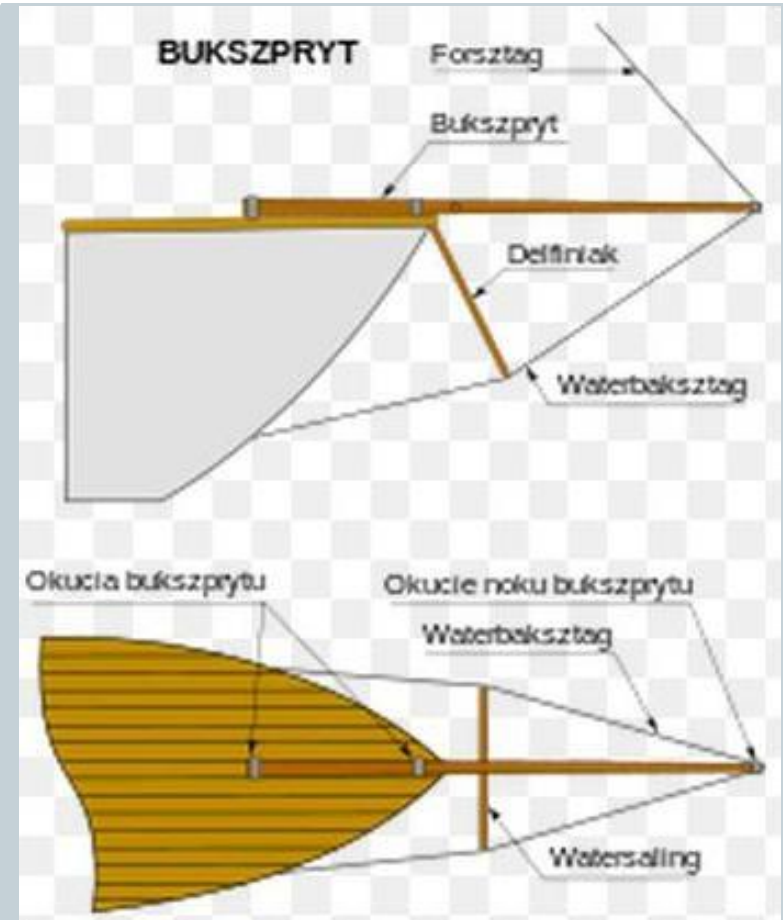 BUKSZPRYT
Forsztag
Bukszpryt
Delfiniak
Waterbaksztag
Okucia bukszprytu
Okucie noku bukszprytu
Waterbaksztag
Watersaling